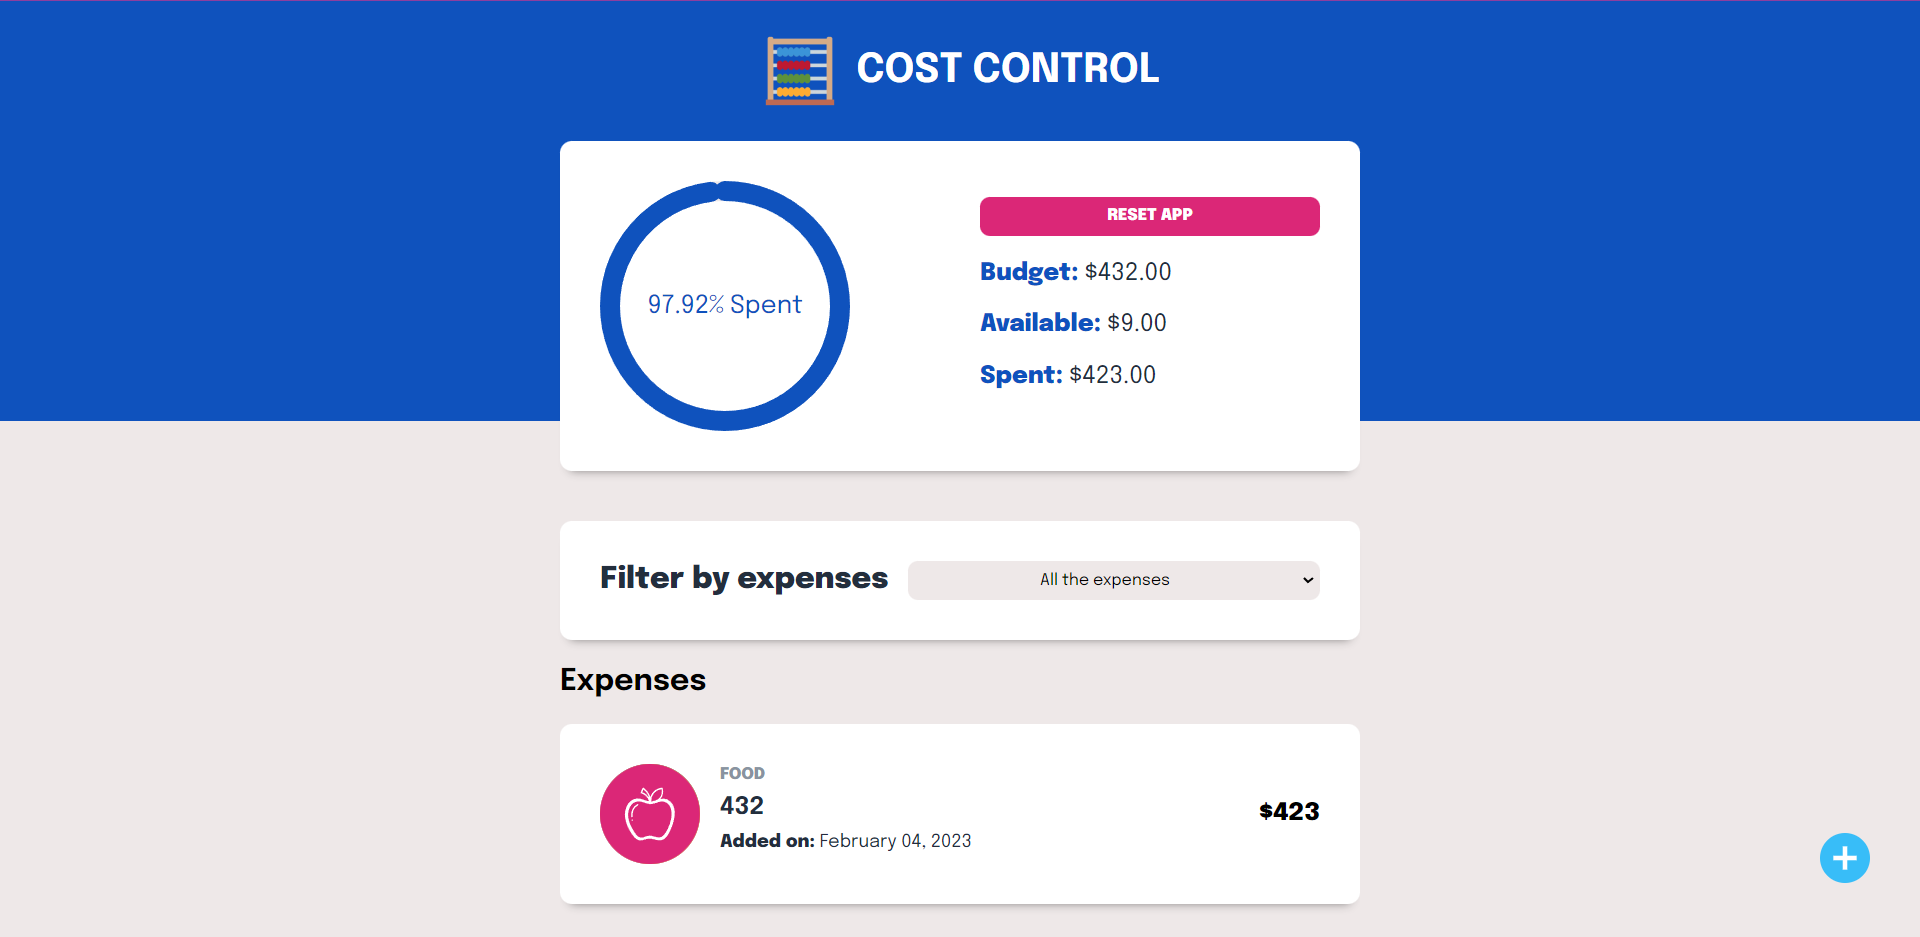 COST CONTROL
97.92% Spent
RESET APP
Budget: $432.00
Available: $9.00
Spent: $423.00
Filter by expenses
All the expenses
Expenses
FOOD
432
Added on: February 04, 2023
$423